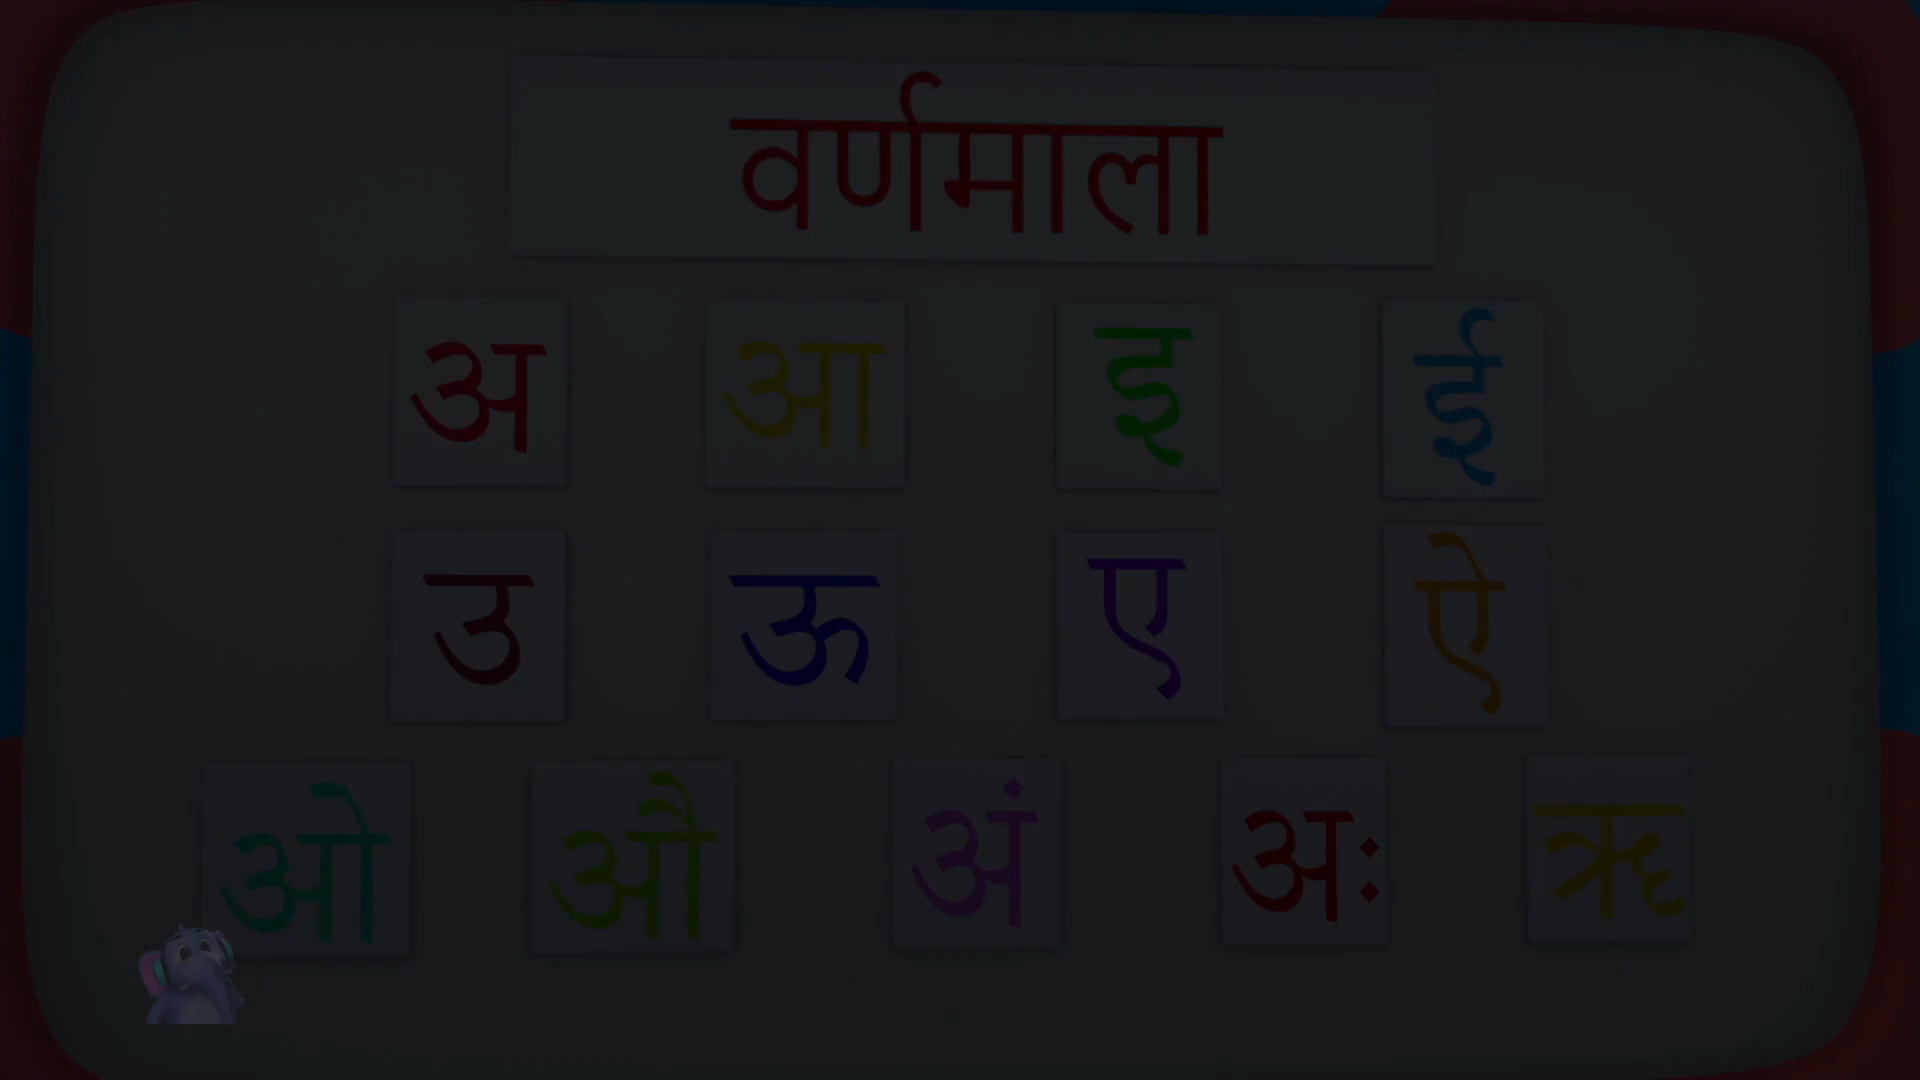 वर्णमाला
अ आ इ ई
उ ऊ ए ऐ
ओ औ अं अः ऋ